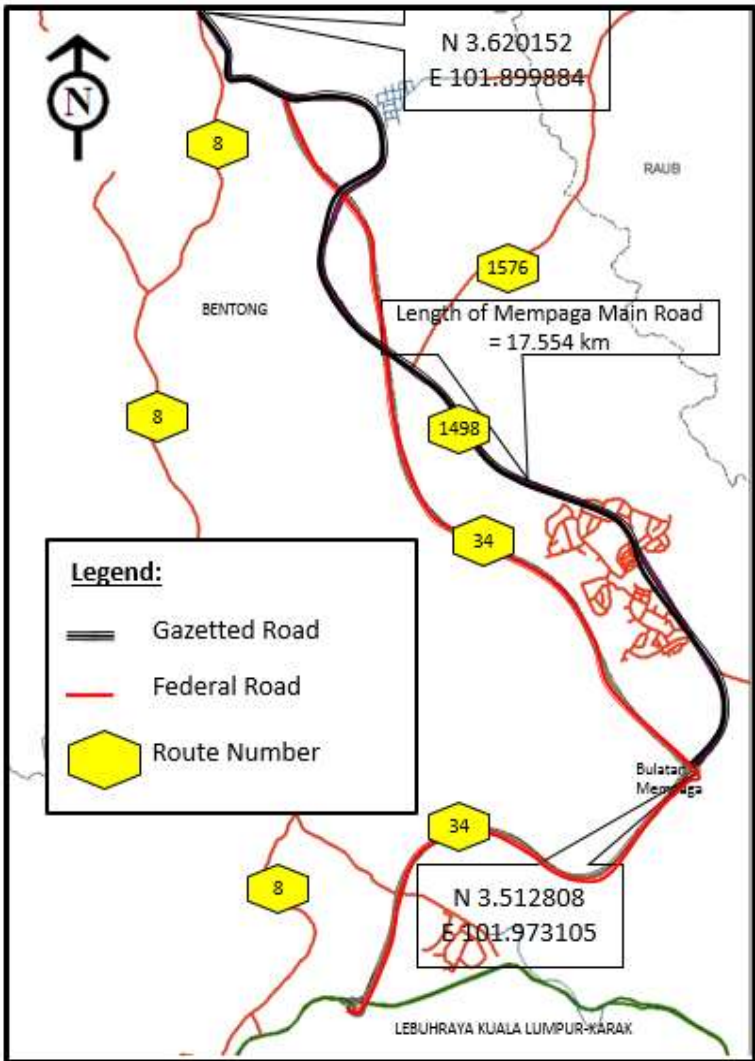 N 3.620152
E 101.899884
N
8
RAUB
1576
BENTONG
Length of Mempaga Main Road
= 17.554 km
8
1498
34
Legend:
Gazetted Road
Federal Road
Route Number
Bulatan
Mempaga
34
8
N 3.512808
E 101.973105
LEBUHRAYA KUALA LUMPUR-KARAK